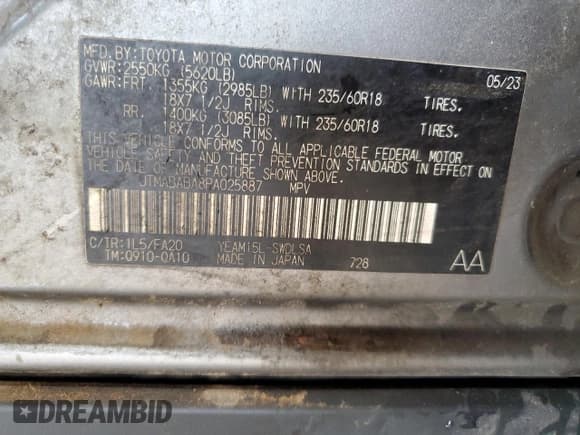 MFD.BY:TOYOTA MOTOR CORPORATION 05/23
GVWR:2550KG (5620LB)
GAWR:FRT. 1355KG (2985LB) WITH 235/60R18 TIRES.
18X7 1/2J RIMS.
RR. 1400KG (3085LB) WITH 235/60R18 TIRES.
18X7 1/2J RIMS.
THIS VEHICLE CONFORMS TO ALL APPLICABLE FEDERAL MOTOR
VEHICLE SAFETY AND THEFT PREVENTION STANDARDS IN EFFECT ON
THE DATE OF MANUFACTURE SHOWN ABOVE.
JTMABABA8PA025887 MPV
C/TR:1L5/FA20 YEAM15L-SWDLSA
TM:0910-0A10 MADE IN JAPAN 728 AA
DREAMBID